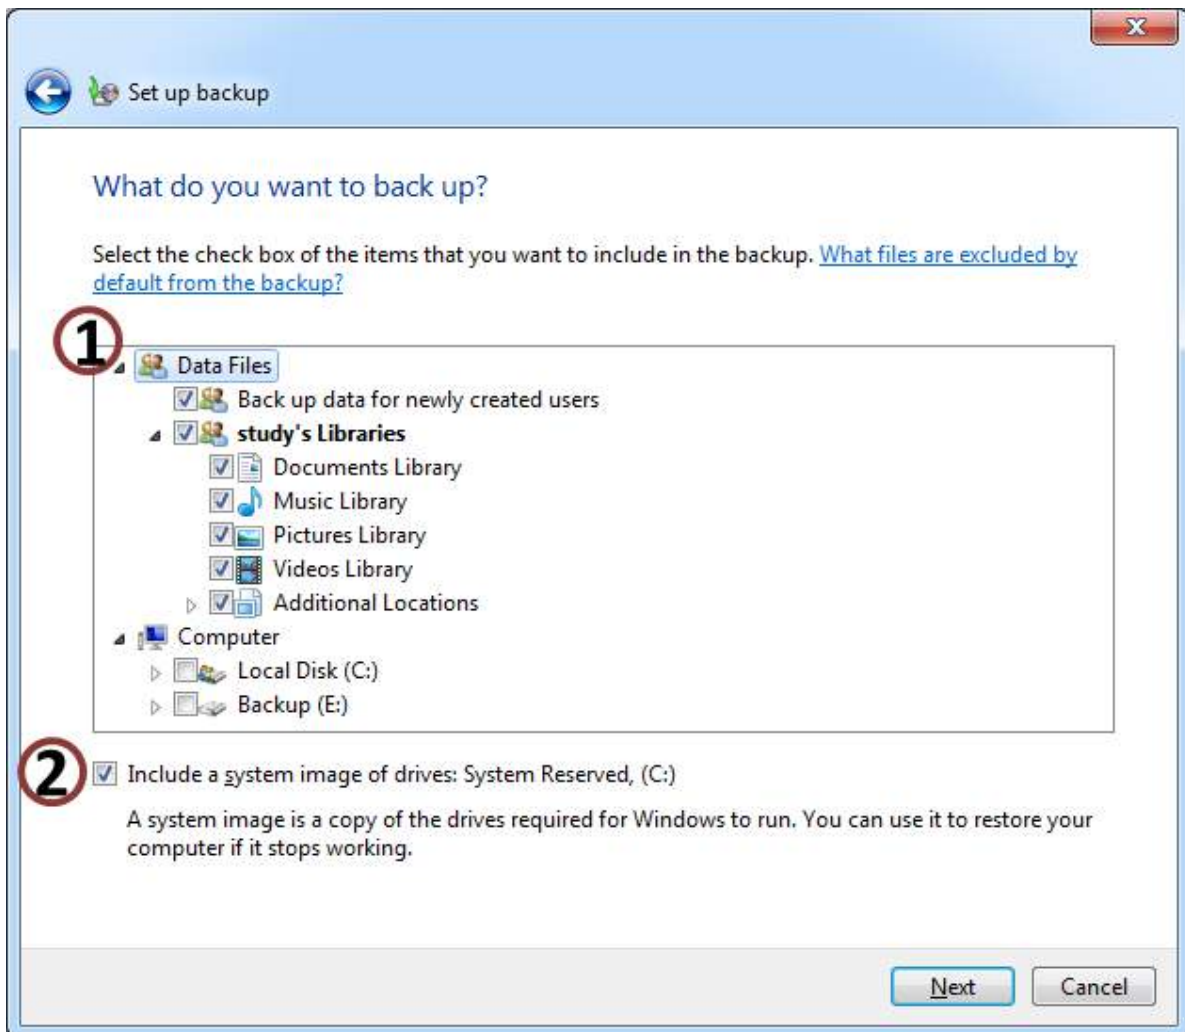 x
Set up backup
What do you want to back up?
Select the check box of the items that you want to include in the backup. What files are excluded by
default from the backup?
1
Data Files
Back up data for newly created users
study's Libraries
Documents Library
Music Library
Pictures Library
Videos Library
Additional Locations
Computer
Local Disk (C:)
Backup (E:)
2
Include a system image of drives: System Reserved, (C:)
A system image is a copy of the drives required for Windows to run. You can use it to restore your
computer if it stops working.
Next Cancel